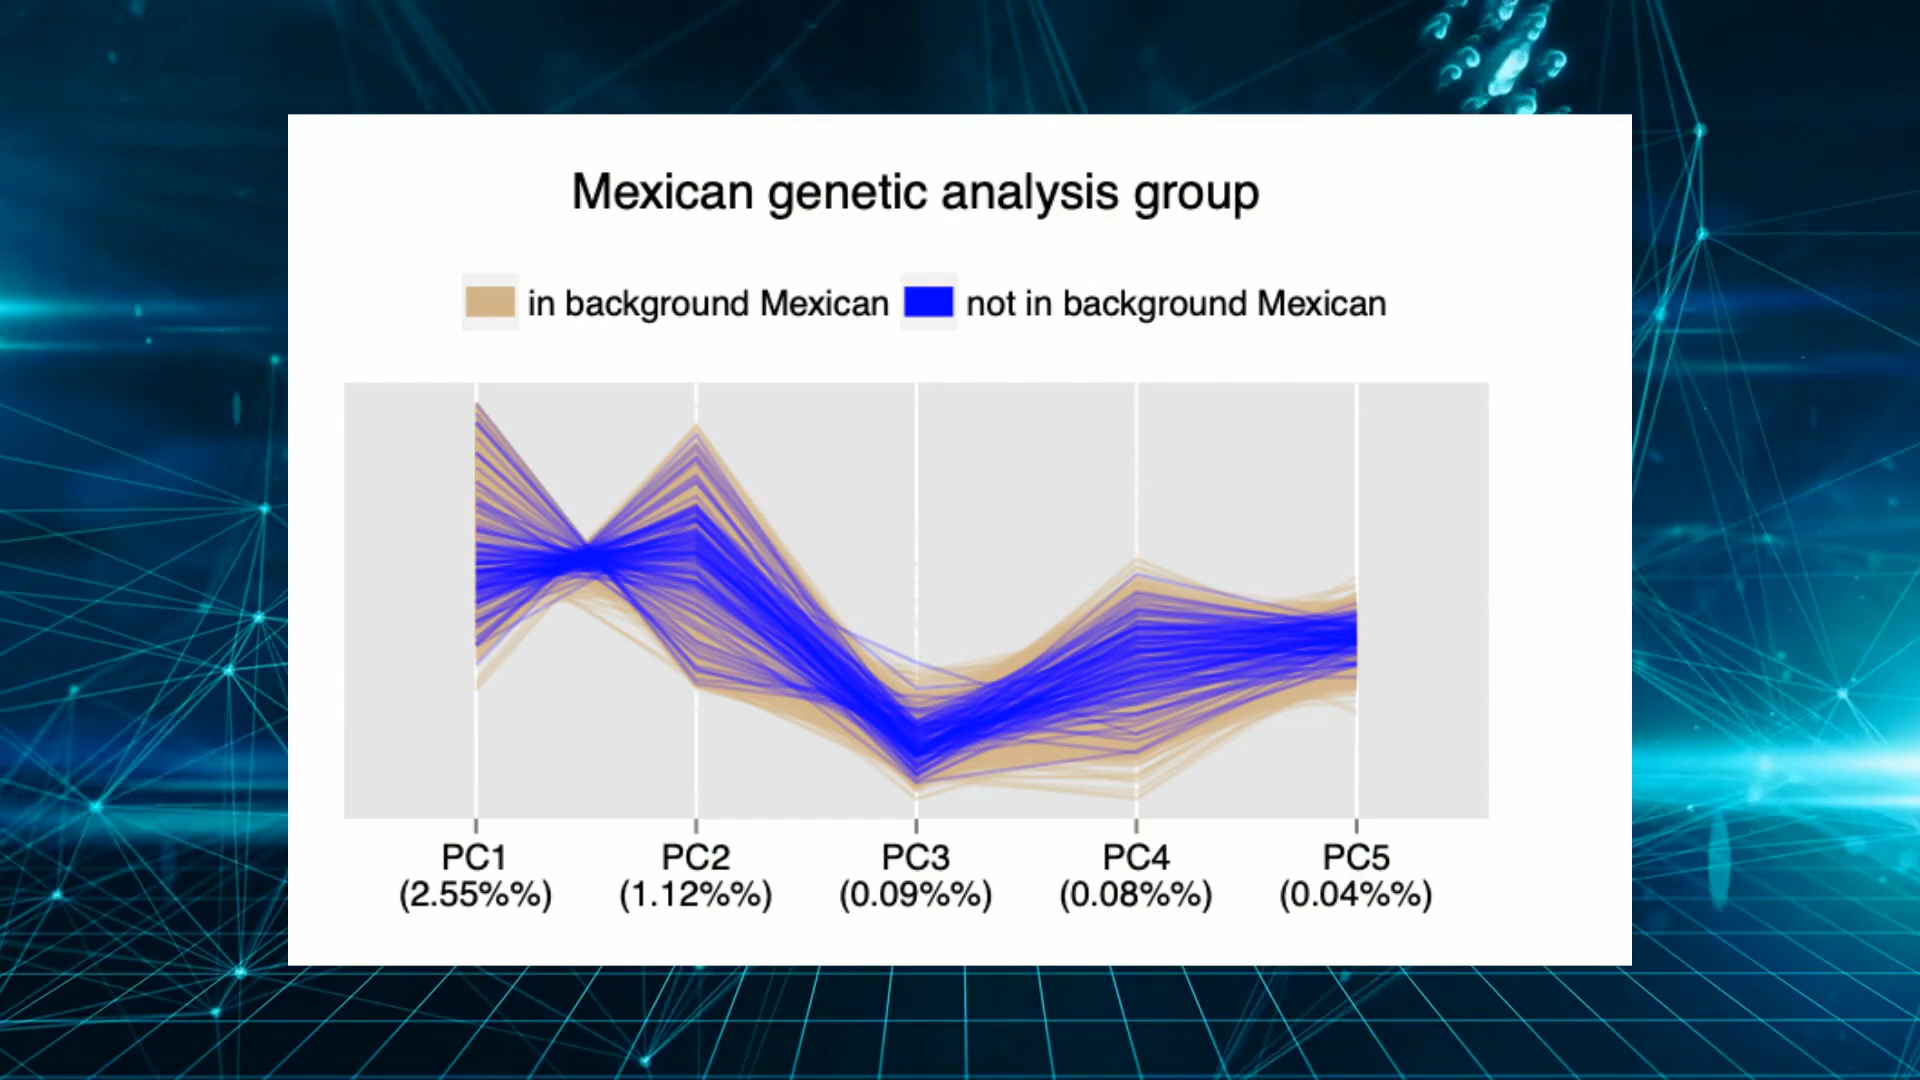 Mexican genetic analysis group
in background Mexican not in background Mexican
PC1 PC2 PC3 PC4 PC5
(2.55%%) (1.12%%) (0.09%%) (0.08%%) (0.04%%)